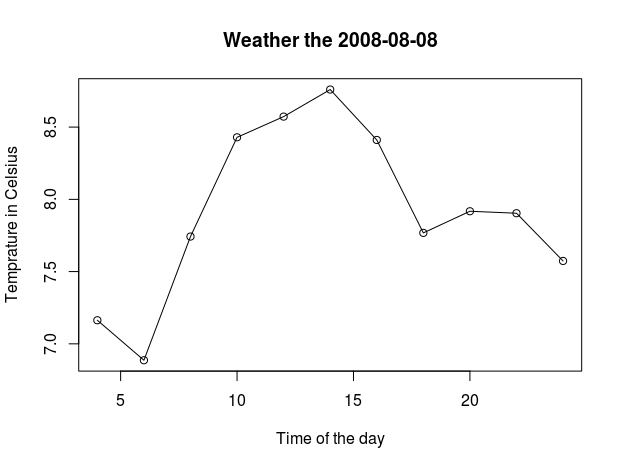 Weather the 2008-08-08
Temprature in Celsius
8.5
8.0
7.5
7.0
5 10 15 20
Time of the day